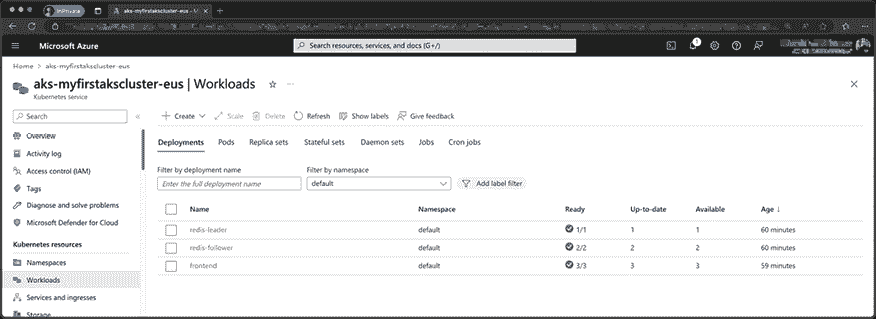 InPrivate
aks-myfirstakscluster-eus - M
Microsoft Azure
Search resources, services, and docs (G+/)
1
Home > aks-myfirstakscluster-eus
aks-myfirstakscluster-eus | Workloads
Kubernetes service
Search
Create
Scale
Delete
Refresh
Show labels
Give feedback
Overview
Activity log
Access control (IAM)
Tags
Diagnose and solve problems
Microsoft Defender for Cloud
Kubernetes resources
Namespaces
Workloads
Services and ingresses
Storage
Deployments Pods Replica sets Stateful sets Daemon sets Jobs Cron jobs
Filter by deployment name
Enter the full deployment name
Filter by namespace
default
Add label filter
Name Namespace Ready Up-to-date Available Age ↓
redis-leader default 1/1 1 1 60 minutes
redis-follower default 2/2 2 2 60 minutes
frontend default 3/3 3 3 59 minutes